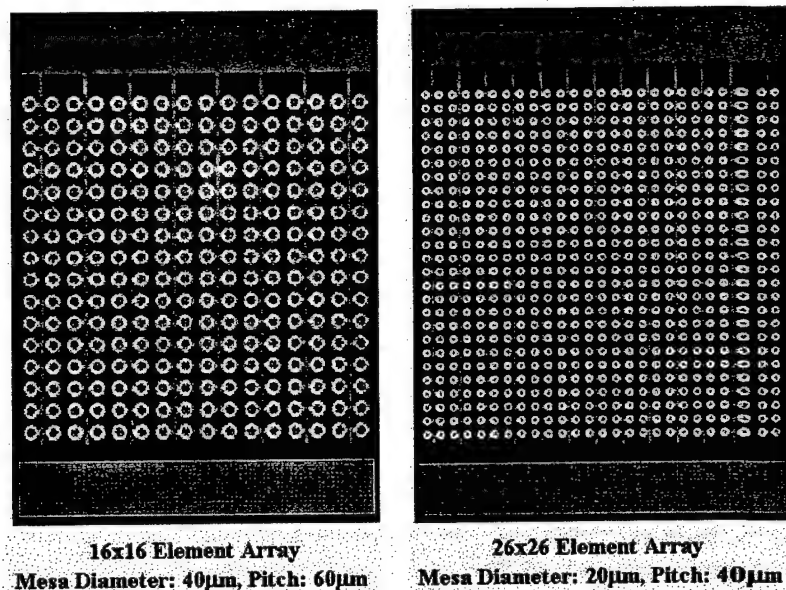 16x16 Element Array
Mesa Diameter: 40µm, Pitch: 60µm
26x26 Element Array
Mesa Diameter: 20µm, Pitch: 40µm